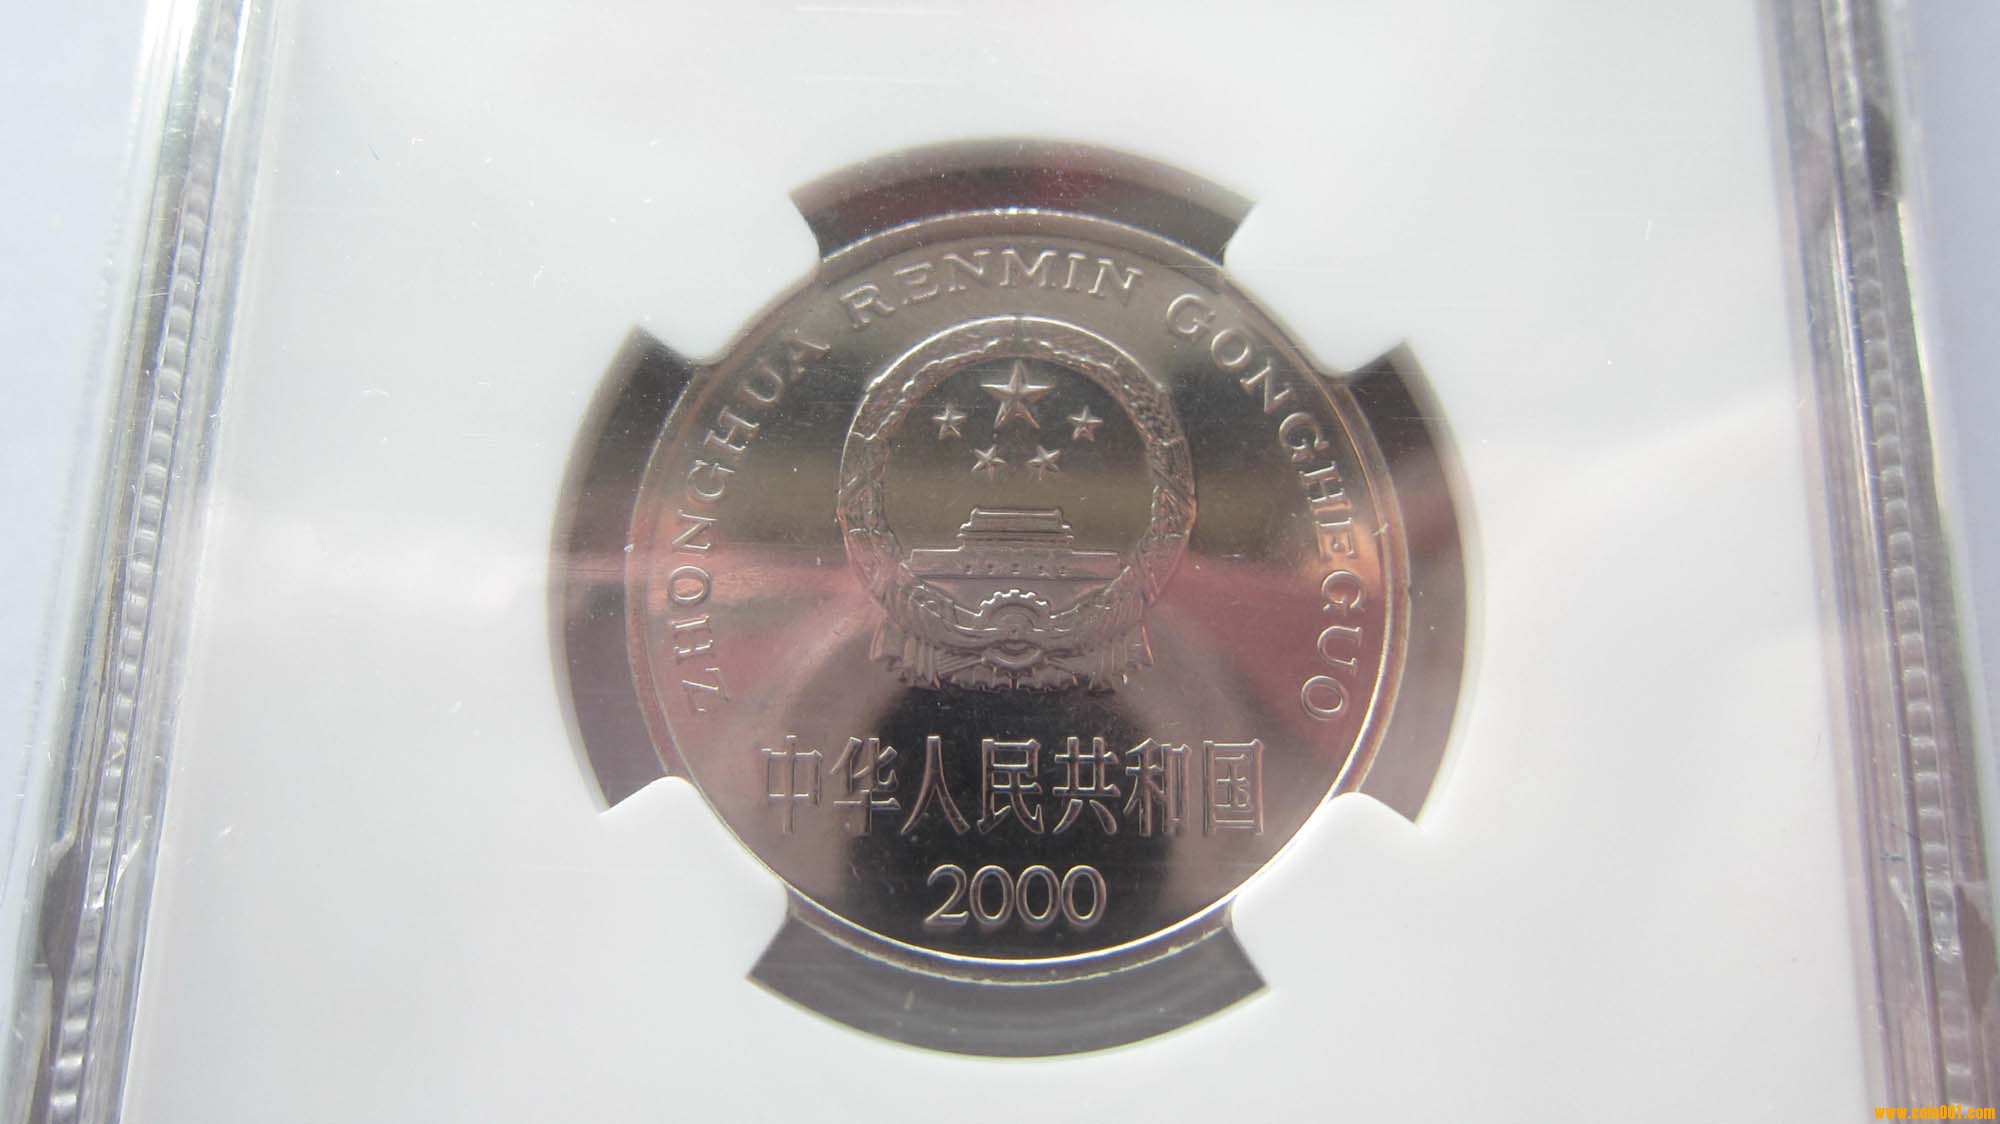 ZHONGHUA RENMIN GONGHEGUO
中华人民共和国
2000
www.coin001.com